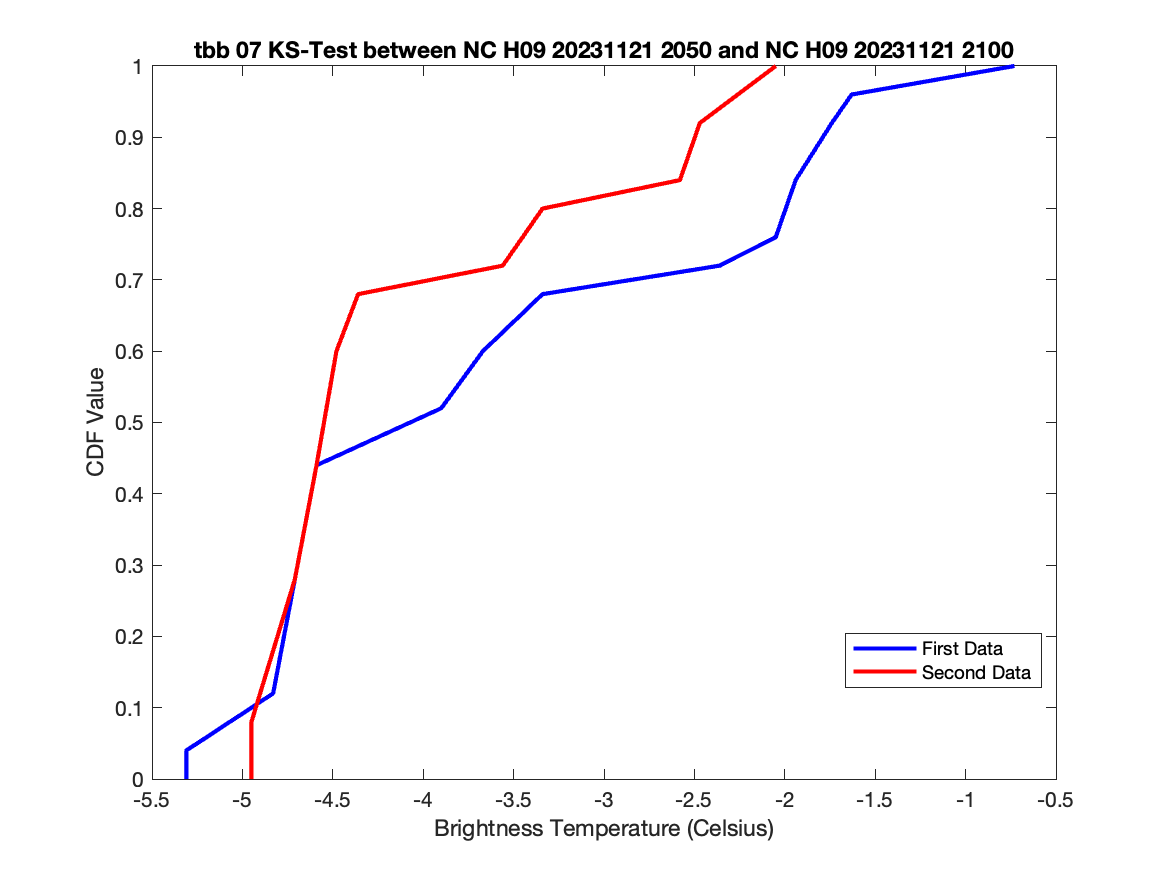 tbb 07 KS-Test between NC H09 20231121 2050 and NC H09 20231121 2100
1
0.9
0.8
0.7
0.6
0.5
0.4
0.3
0.2
0.1
0
CDF Value
First Data
Second Data
-5.5 -5 -4.5 -4 -3.5 -3 -2.5 -2 -1.5 -1 -0.5
Brightness Temperature (Celsius)